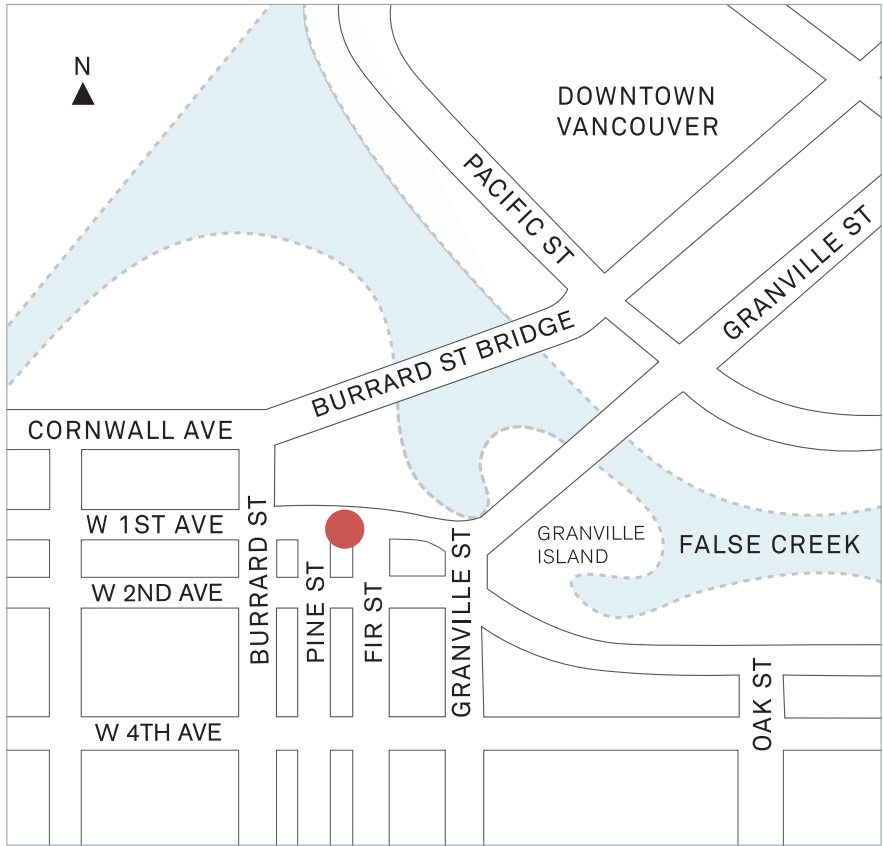 N
DOWNTOWN
VANCOUVER
PACIFIC ST
GRANVILLE ST
BURRARD ST BRIDGE
CORNWALL AVE
W 1ST AVE
BURRARD ST
GRANVILLE
ISLAND
FALSE CREEK
GRANVILLE ST
PINE ST
FIR ST
W 2ND AVE
OAK ST
W 4TH AVE